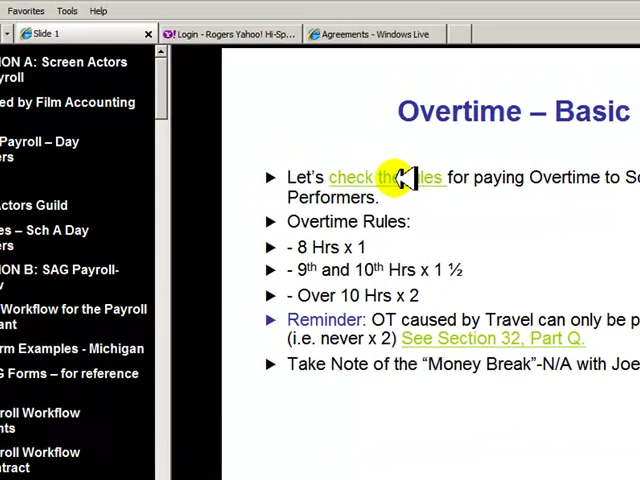 Favorites Tools Help
Slide 1 Login - Rogers Yahoo! Hi-Sp... Agreements - Windows Live
ION A: Screen Actors
yroll
ed by Film Accounting
Payroll – Day
ers
Actors Guild
es – Sch A Day
ers
ION B: SAG Payroll-
w
Workflow for the Payroll
tant
rm Examples - Michigan
G Forms – for reference
roll Workflow
nts
roll Workflow
ntract
Overtime – Basic
Let's check the rules for paying Overtime to Sc
Performers.
Overtime Rules:
- 8 Hrs x 1
- 9th and 10th Hrs x 1 ½
- Over 10 Hrs x 2
Reminder: OT caused by Travel can only be p
(i.e. never x 2) See Section 32, Part Q.
Take Note of the “Money Break”-N/A with Joe